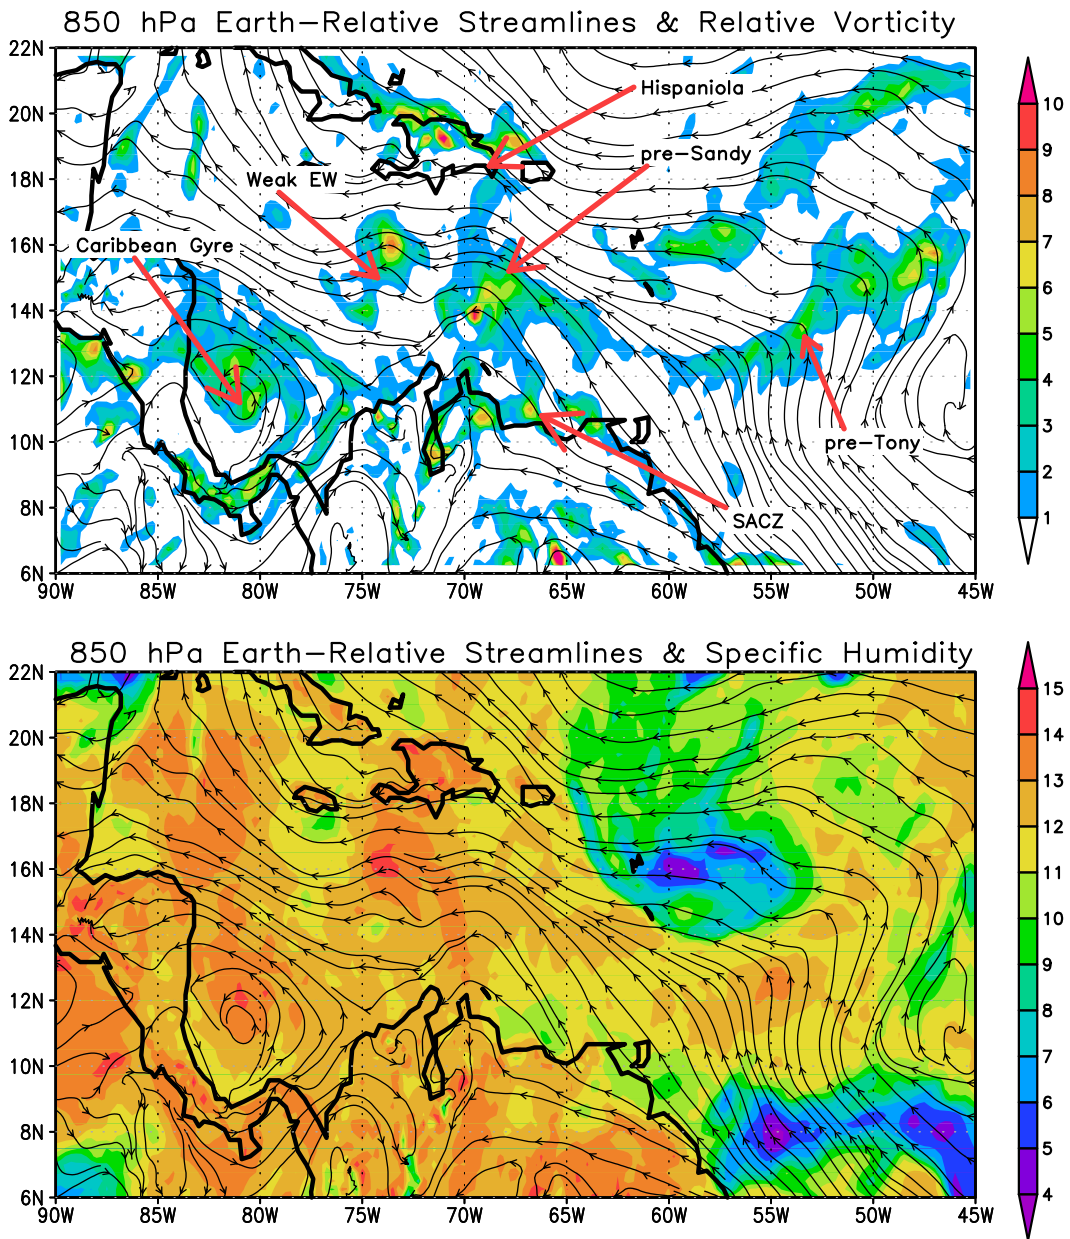 850 hPa Earth−Relative Streamlines & Relative Vorticity
22N
20N
18N
16N
14N
12N
10N
8N
6N
90W 85W 80W 75W 70W 65W 60W 55W 50W 45W
Hispaniola
pre−Sandy
Weak EW
Caribbean Gyre
pre−Tony
SACZ
10
9
8
7
6
5
4
3
2
1
850 hPa Earth−Relative Streamlines & Specific Humidity
22N
20N
18N
16N
14N
12N
10N
8N
6N
90W 85W 80W 75W 70W 65W 60W 55W 50W 45W
15
14
13
12
11
10
9
8
7
6
5
4